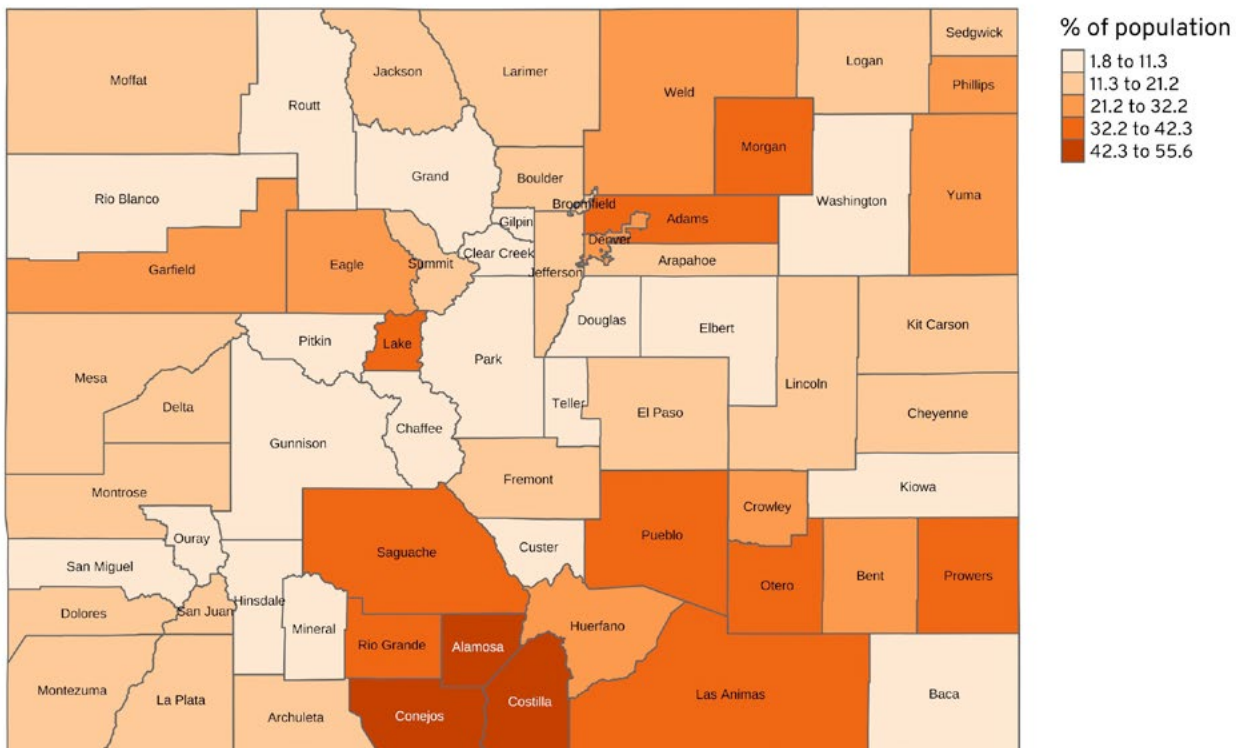 % of population
1.8 to 11.3
11.3 to 21.2
21.2 to 32.2
32.2 to 42.3
42.3 to 55.6
Sedgwick
Logan
Jackson
Larimer
Moffat
Phillips
Weld
Routt
Morgan
Grand
Boulder
Yuma
Rio Blanco
Washington
Broomfield
Gilpin
Adams
Denver
Clear Creek
Arapahoe
Garfield
Eagle
Summit
Jefferson
Douglas
Elbert
Kit Carson
Pitkin
Lake
Park
Mesa
Lincoln
Delta
Teller
El Paso
Cheyenne
Chaffee
Gunnison
Fremont
Kiowa
Montrose
Crowley
Ouray
Pueblo
Custer
Saguache
San Miguel
Otero
Bent
Prowers
Hinsdale
Dolores
San Juan
Mineral
Huerfano
Rio Grande
Alamosa
Montezuma
La Plata
Costilla
Las Animas
Baca
Archuleta
Conejos